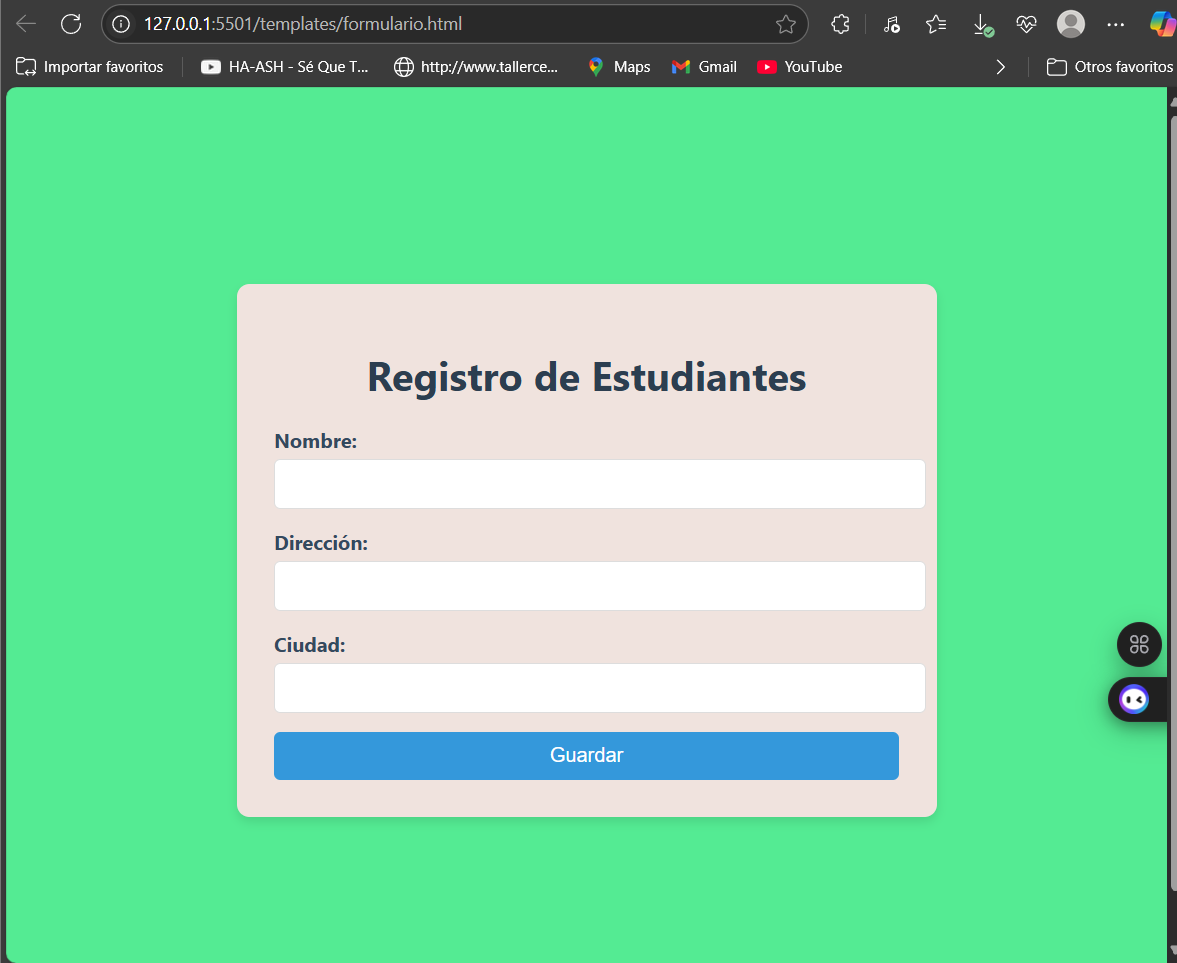 127.0.0.1:5501/templates/formulario.html
Importar favoritos HA-ASH - Sé Que T... http://www.tallerce... Maps Gmail YouTube Otros favoritos
Registro de Estudiantes
Nombre:
Dirección:
Ciudad:
Guardar